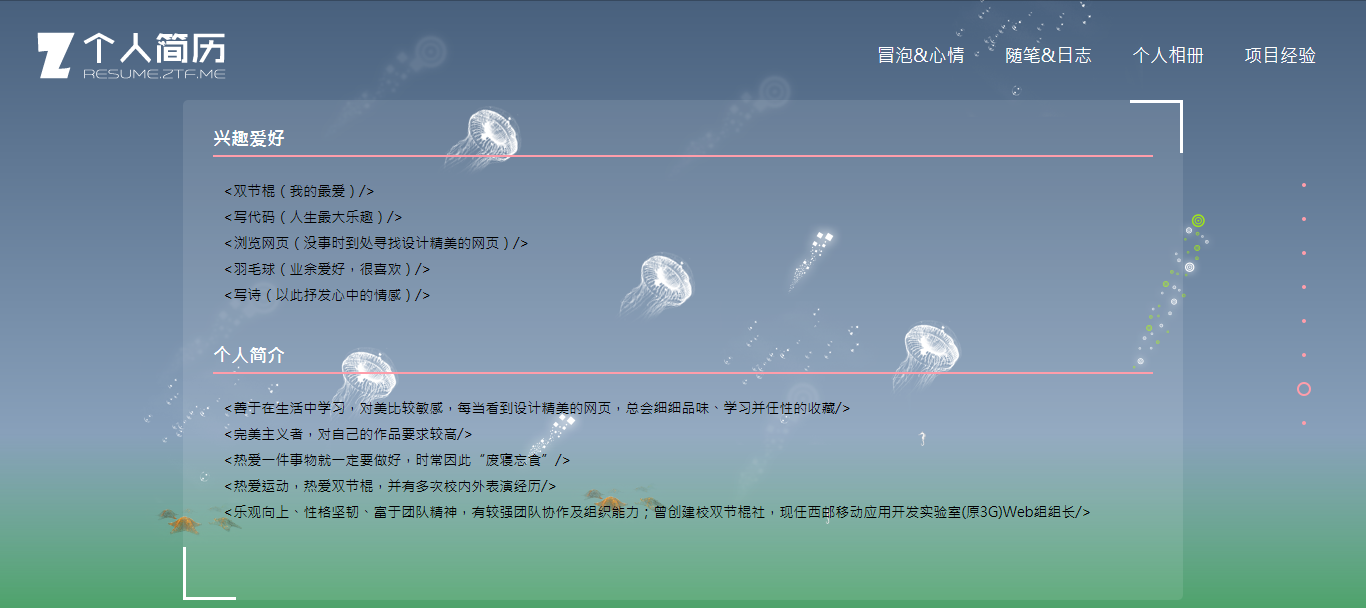 个人简历
RESUME.ZTF.ME
冒泡&心情 随笔&日志 个人相册 项目经验
兴趣爱好
<双节棍（我的最爱）/>
<写代码（人生最大乐趣）/>
<浏览网页（没事时到处寻找设计精美的网页）/>
<羽毛球（业余爱好，很喜欢）/>
<写诗（以此抒发心中的情感）/>
个人简介
<善于在生活中学习，对美比较敏感，每当看到设计精美的网页，总会细细品味、学习并任性的收藏/>
<完美主义者，对自己的作品要求较高/>
<热爱一件事物就一定要做好，时常因此“废寝忘食”/>
<热爱运动，热爱双节棍，并有多次校内外表演经历/>
<乐观向上、性格坚韧、富于团队精神，有较强团队协作及组织能力；曾创建校双节棍社，现任西邮移动应用开发实验室(原3G)Web组组长/>